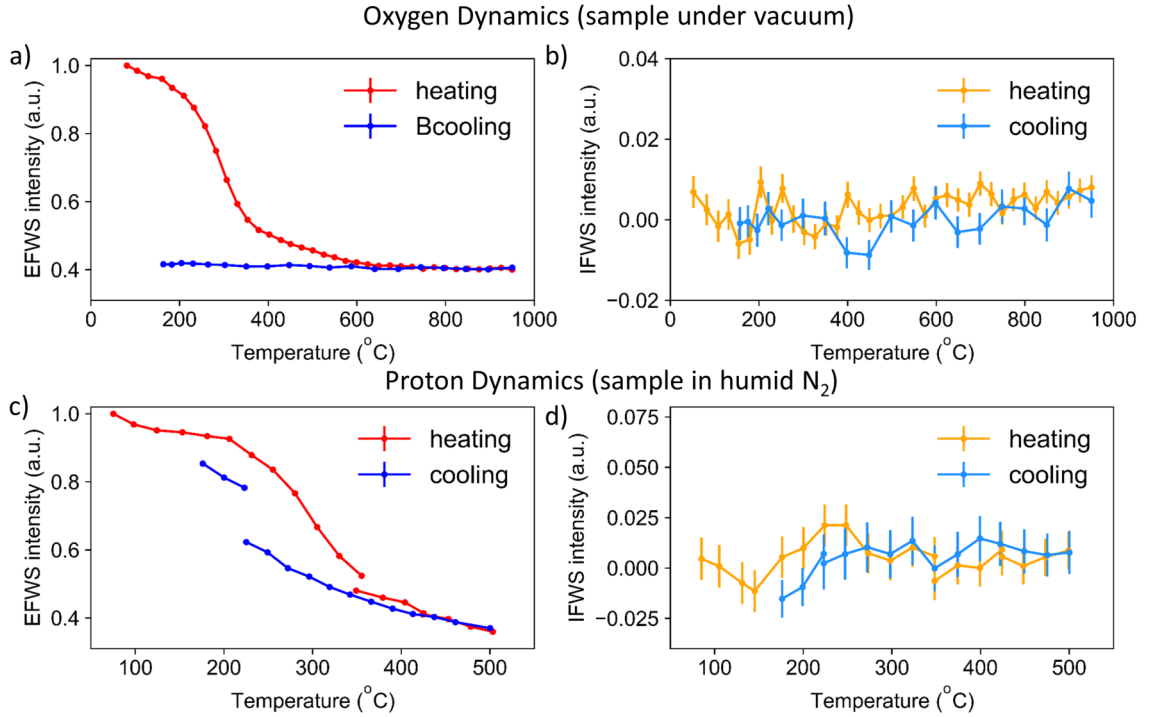 Oxygen Dynamics (sample under vacuum)
a)
1.0
0.8
0.6
0.4
EFWS intensity (a.u.)
heating
Bcooling
0
200
400
600
800
1000
Temperature (°C)
b)
0.04
0.02
0.00
−0.02
IFWS intensity (a.u.)
heating
cooling
0
200
400
600
800
1000
Temperature (°C)
Proton Dynamics (sample in humid N₂)
c)
1.0
0.8
0.6
0.4
EFWS intensity (a.u.)
heating
cooling
100
200
300
400
500
Temperature (°C)
d)
0.075
0.050
0.025
0.000
−0.025
IFWS intensity (a.u.)
heating
cooling
100
200
300
400
500
Temperature (°C)